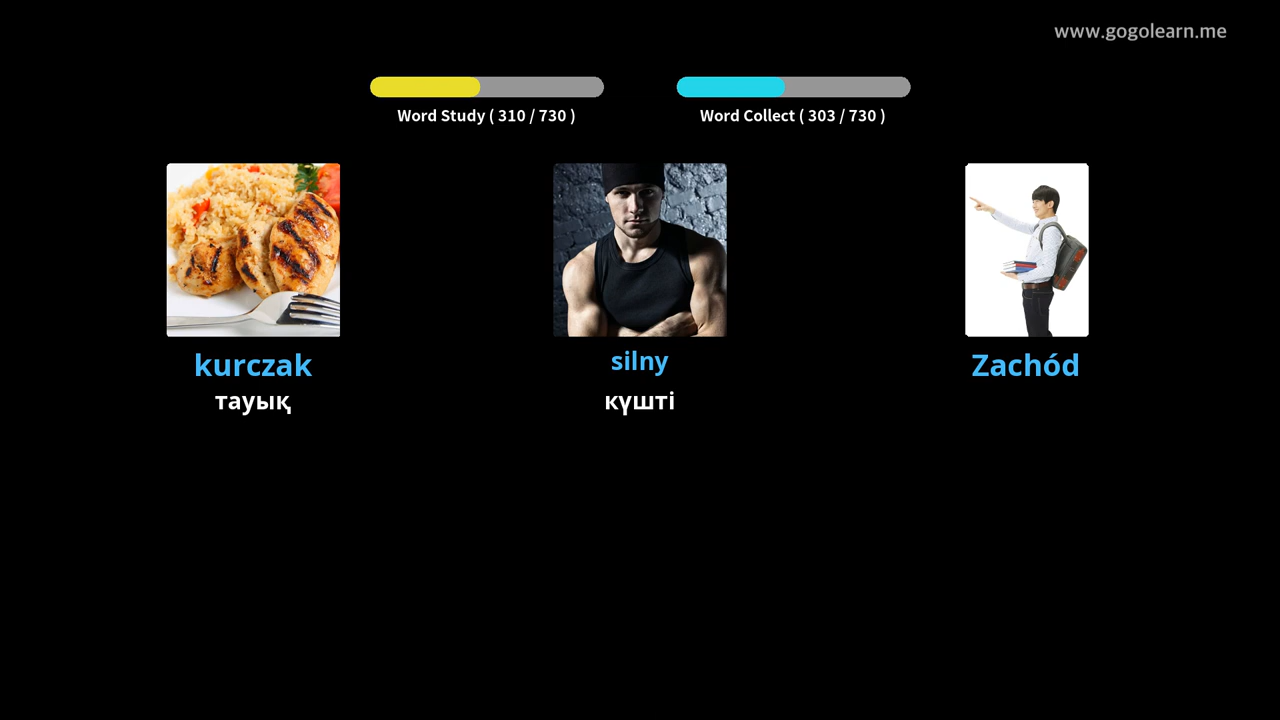 www.gogolearn.me
Word Study ( 310 / 730 )
Word Collect ( 303 / 730 )
kurczak
тауық
silny
күшті
Zachód